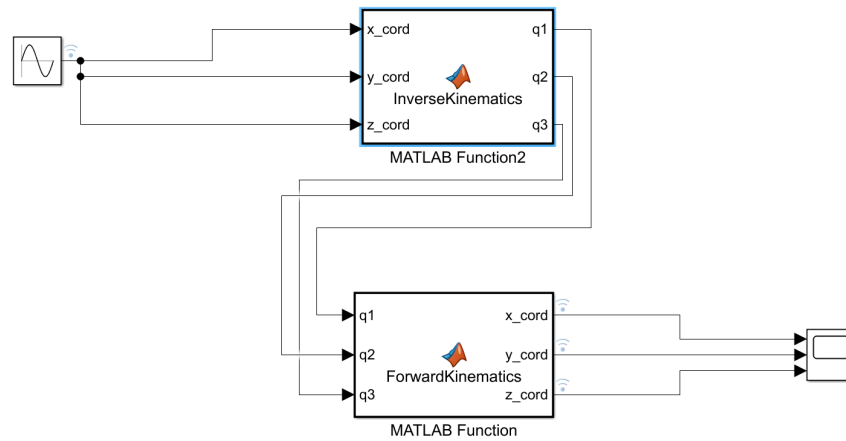 x_cord
q1
y_cord
q2
InverseKinematics
z_cord
q3
MATLAB Function2
q1
x_cord
q2
y_cord
ForwardKinematics
q3
z_cord
MATLAB Function